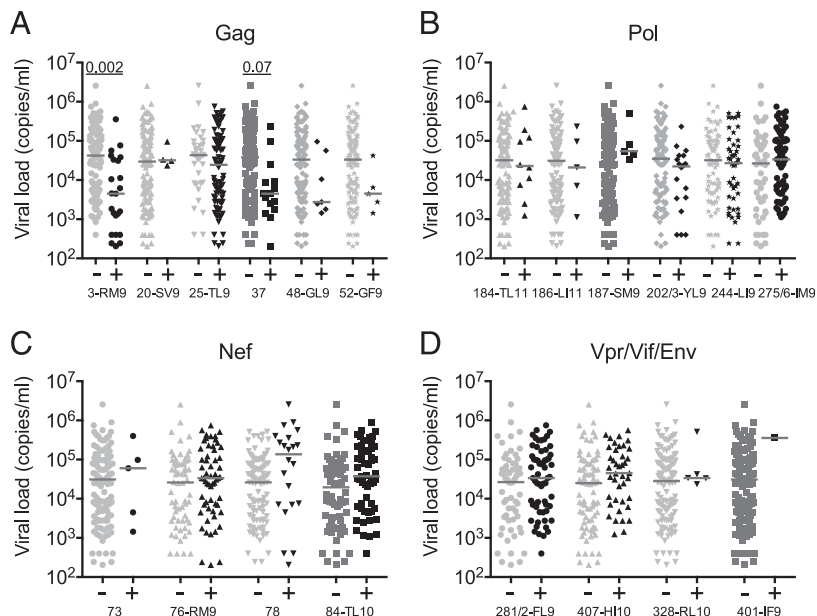 A
Gag
Viral load (copies/ml)
10⁷
10⁶
10⁵
10⁴
10³
10²
0.002
0.07
- + - + - + - + - + - +
3-RM9 20-SV9 25-TL9 37 48-GL9 52-GF9
B
Pol
Viral load (copies/ml)
10⁷
10⁶
10⁵
10⁴
10³
10²
- + - + - + - + - + - +
184-TL11 186-LI11 187-SM9 202/3-YL9 244-LI9 275/6-IM9
C
Nef
Viral load (copies/ml)
10⁷
10⁶
10⁵
10⁴
10³
10²
- + - + - + - +
73 76-RM9 78 84-TL10
D
Vpr/Vif/Env
Viral load (copies/ml)
10⁷
10⁶
10⁵
10⁴
10³
10²
- + - + - + - +
281/2-FL9 407-HI10 328-RL10 401-IF9